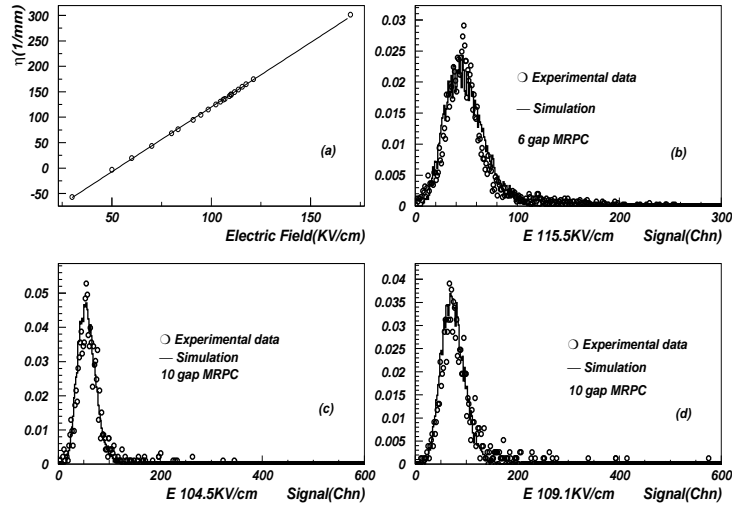 η(1/mm)
300
250
200
150
100
50
0
-50
50
100
150
(a)
Electric Field(KV/cm)
0.03
0.025
0.02
0.015
0.01
0.005
0
0
100
200
300
Experimental data
Simulation
6 gap MRPC
(b)
E 115.5KV/cm Signal(Chn)
0.05
0.04
0.03
0.02
0.01
0
0
200
400
600
Experimental data
Simulation
10 gap MRPC
(c)
E 104.5KV/cm Signal(Chn)
0.04
0.035
0.03
0.025
0.02
0.015
0.01
0.005
0
0
200
400
600
Experimental data
Simulation
10 gap MRPC
(d)
E 109.1KV/cm Signal(Chn)